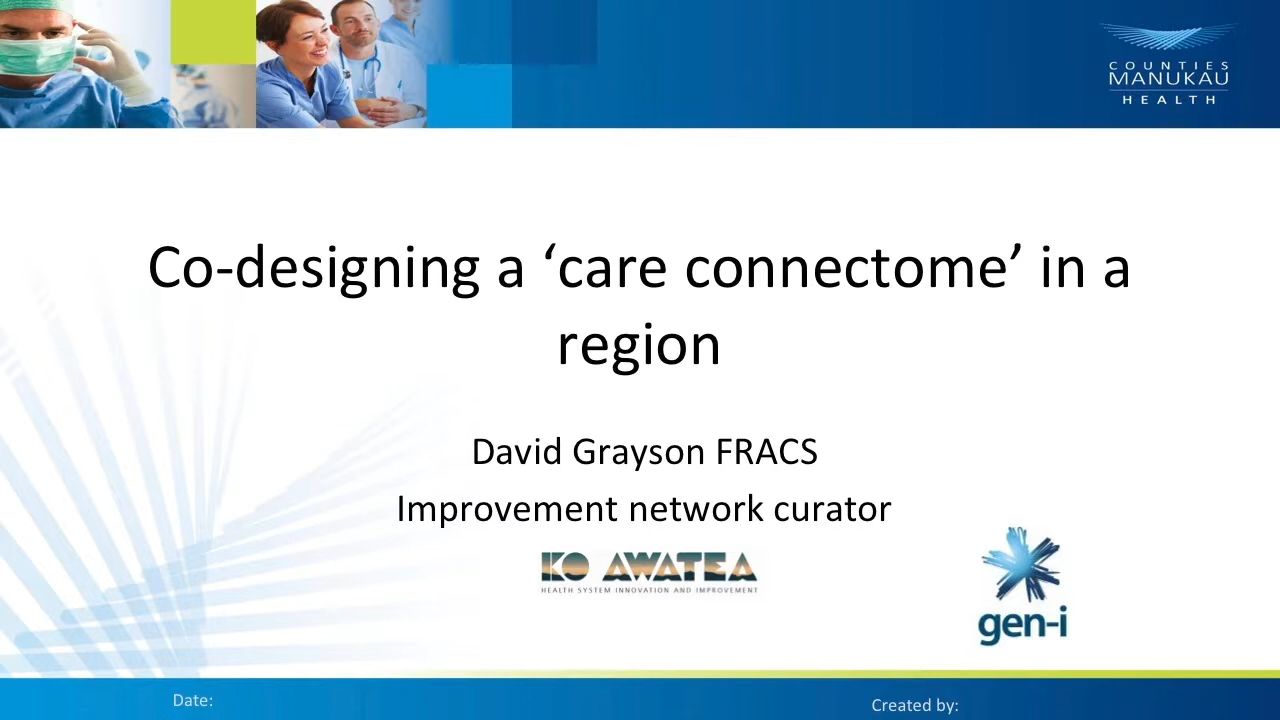 COUNTIES
MANUKAU
HEALTH
Co-designing a ‘care connectome’ in a
region
David Grayson FRACS
Improvement network curator
KO AWATEA
HEALTH SYSTEM INNOVATION AND IMPROVEMENT
gen-i
Date:
Created by: